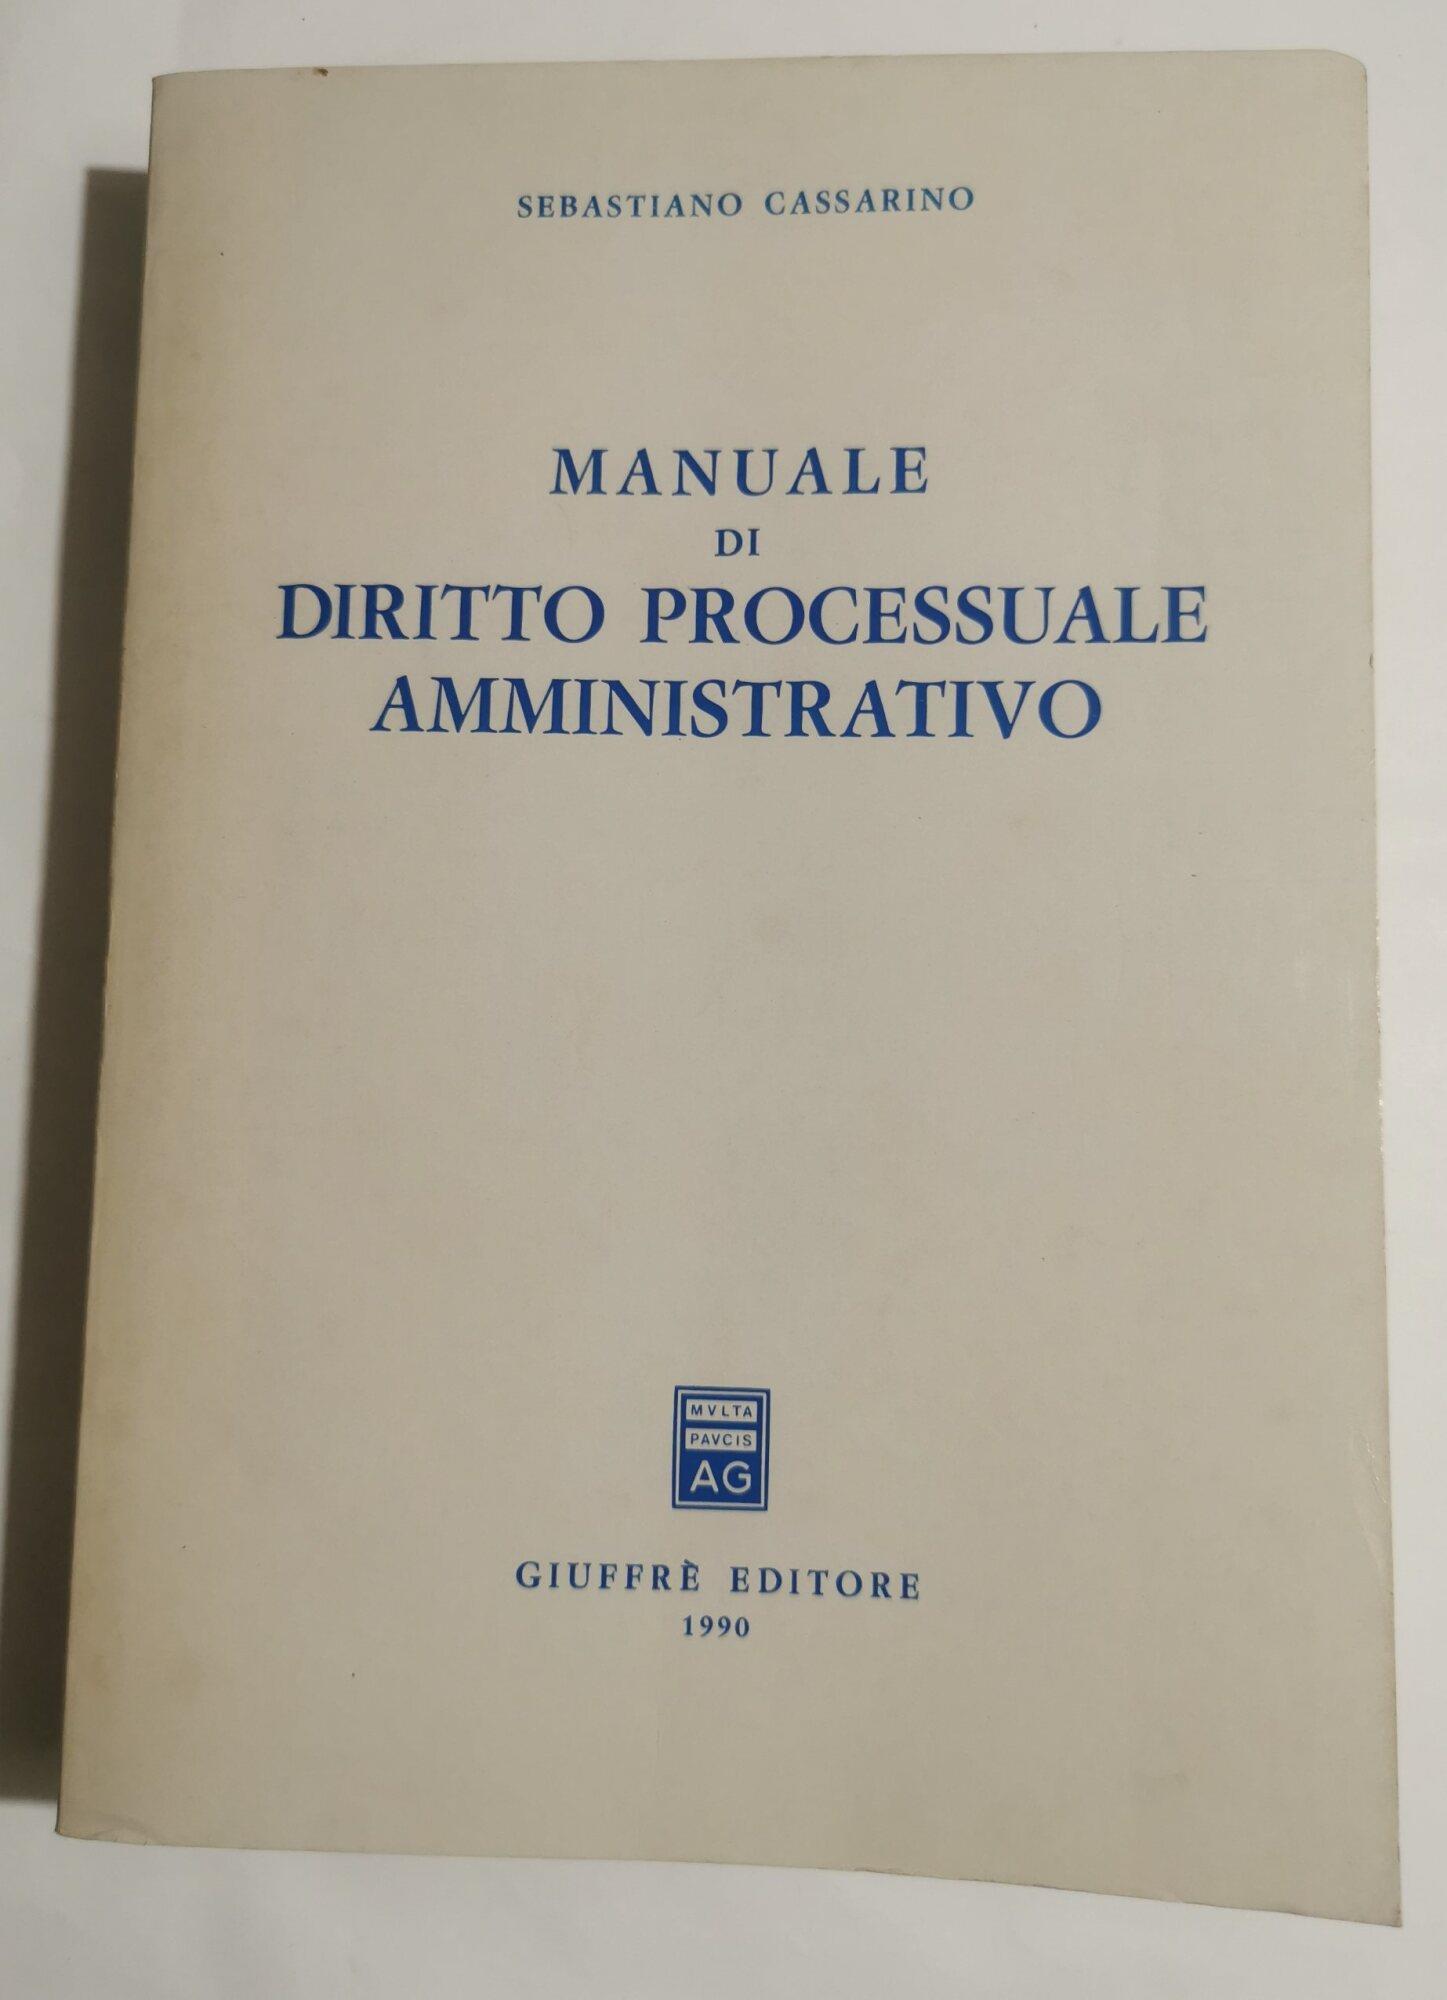 SEBASTIANO CASSARINO
MANUALE
DI
DIRITTO PROCESSUALE
AMMINISTRATIVO
MVLTA
PAVCIS
AG
GIUFFRÈ EDITORE
1990